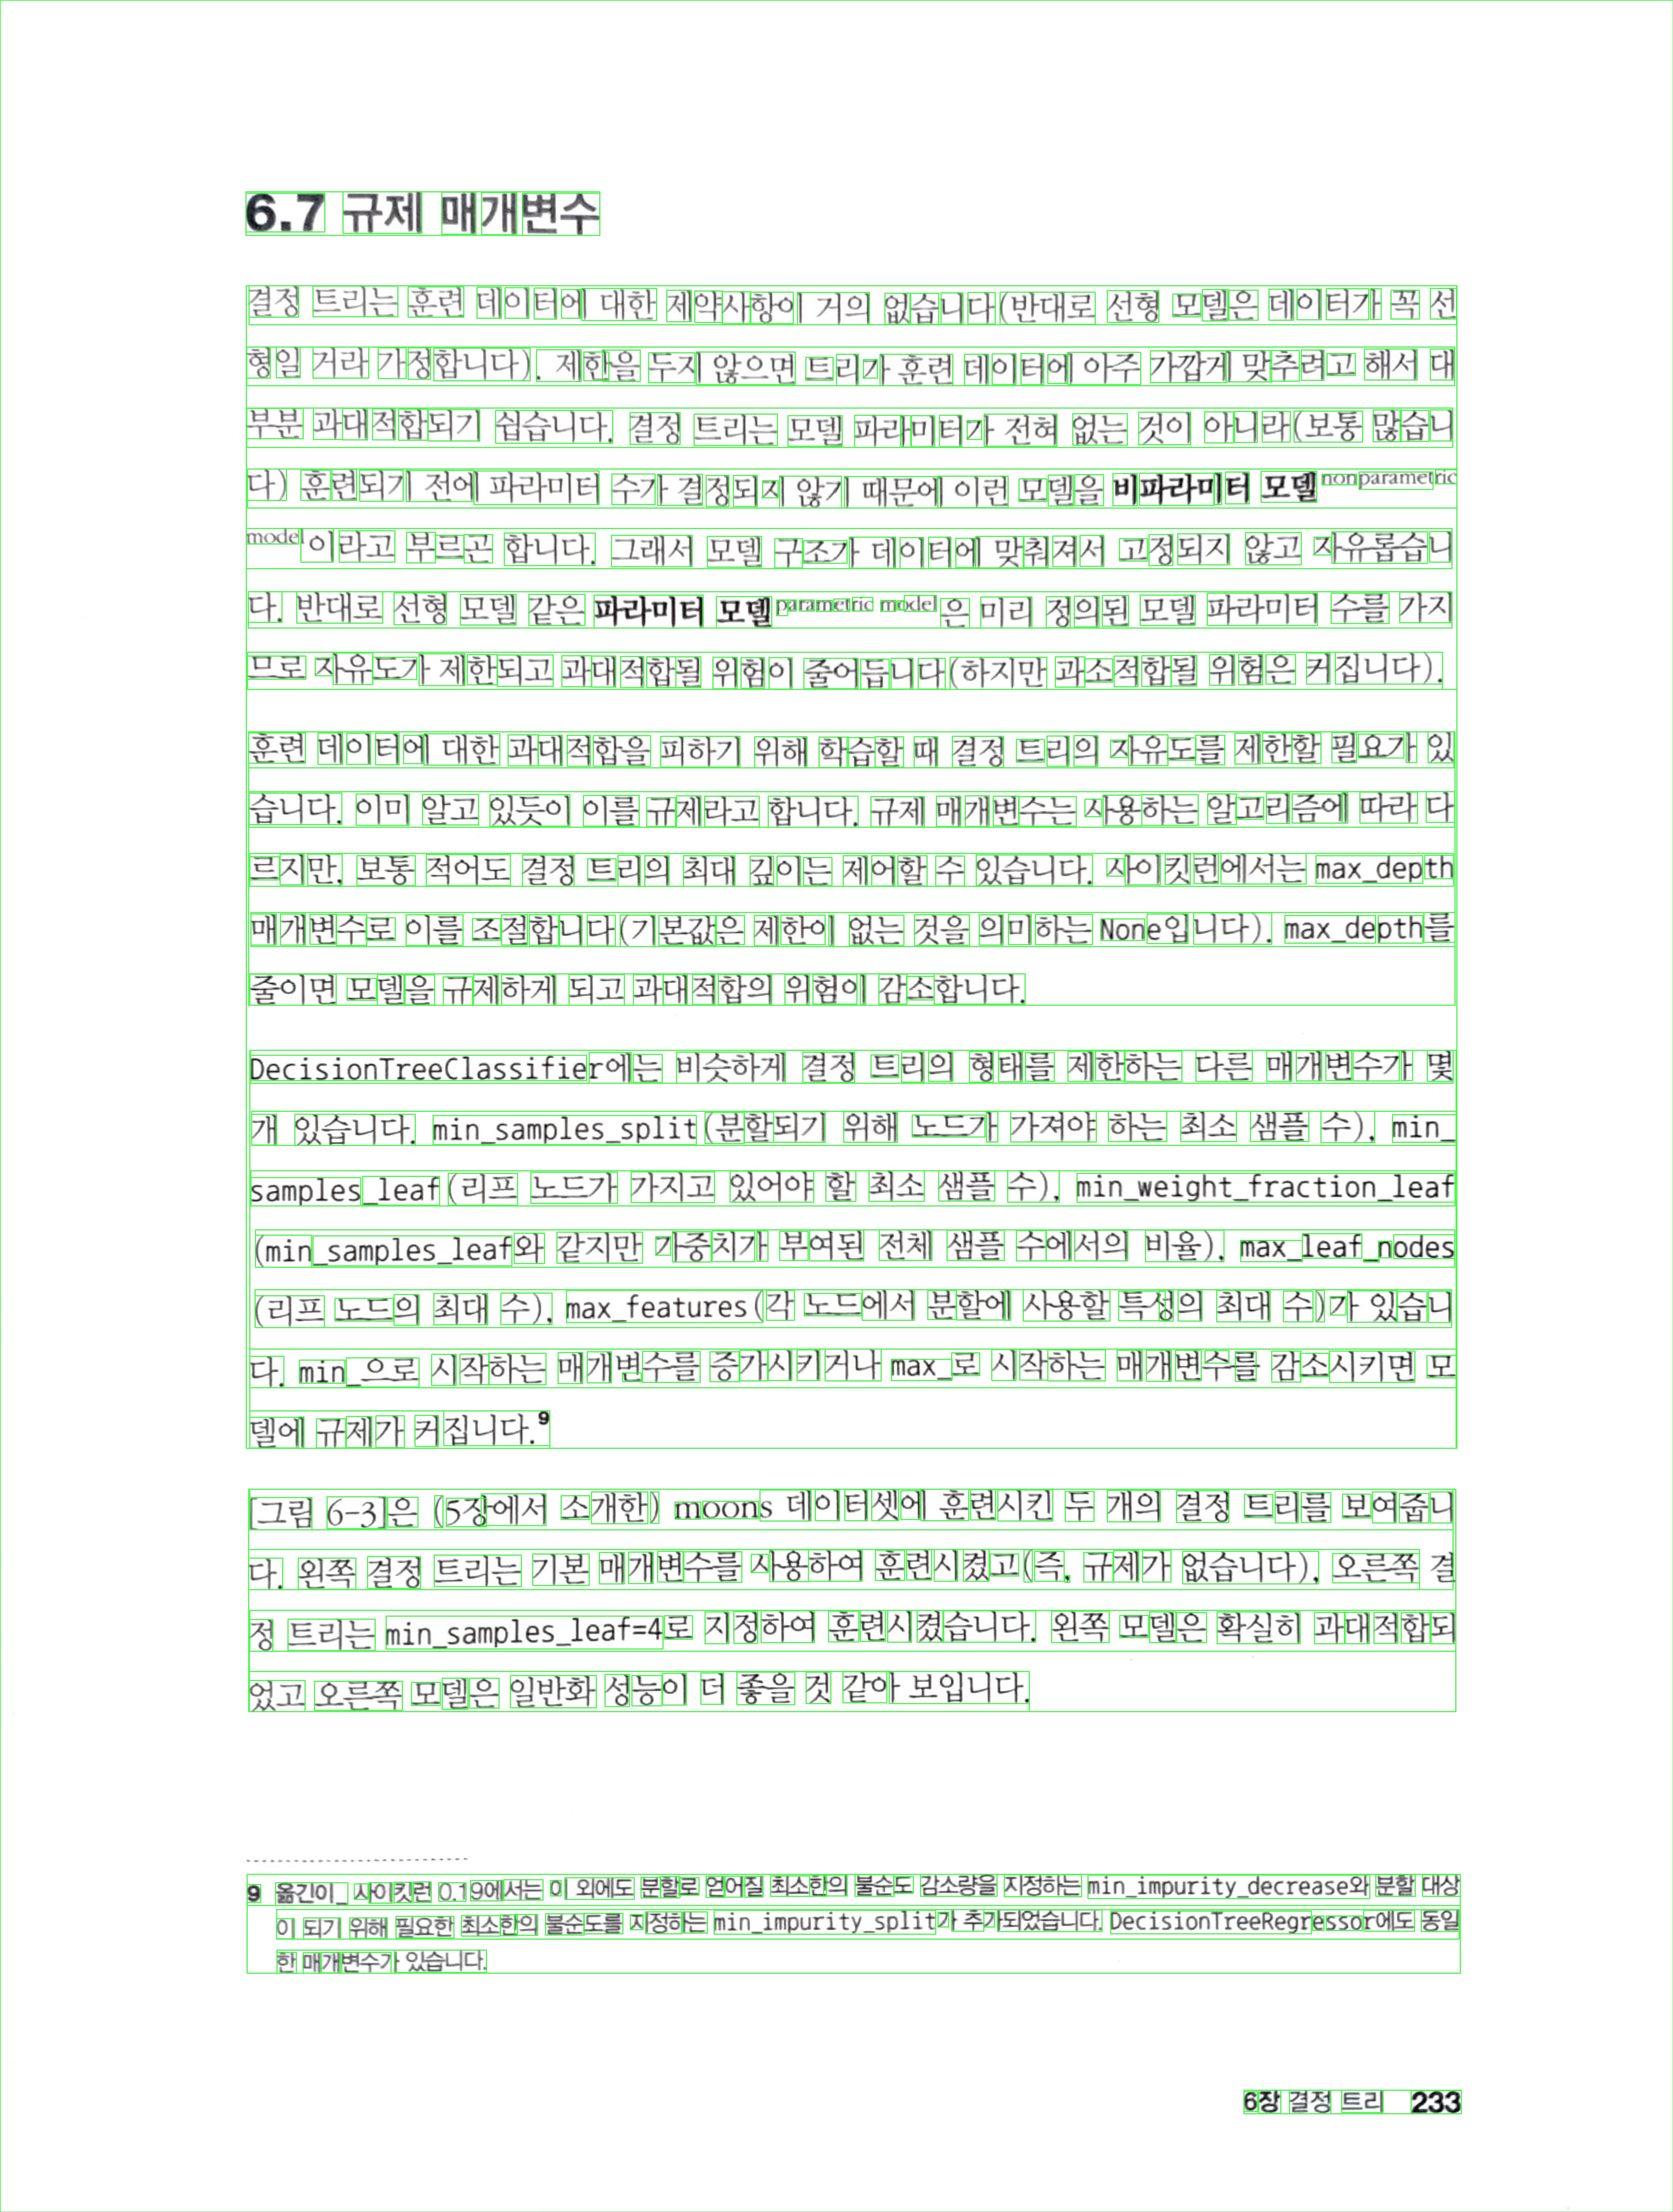 6.7 규제 매개변수
결정 트리는 훈련 데이터에 대한 제약사항이 거의 없습니다(반대로 선형 모델은 데이터가 꼭 선
형일 거라 가정합니다). 제한을 두지 않으면 트리가 훈련 데이터에 아주 가깝게 맞추려고 해서 대
부분 과대적합되기 쉽습니다. 결정 트리는 모델 파라미터가 전혀 없는 것이 아니라(보통 많습니
다) 훈련되기 전에 파라미터 수가 결정되지 않기 때문에 이런 모델을 비파라미터 모델nonparametric
model이라고 부르곤 합니다. 그래서 모델 구조가 데이터에 맞춰져서 고정되지 않고 자유롭습니
다. 반대로 선형 모델 같은 파라미터 모델parametric model은 미리 정의된 모델 파라미터 수를 가지
므로 자유도가 제한되고 과대적합될 위험이 줄어듭니다(하지만 과소적합될 위험은 커집니다).
훈련 데이터에 대한 과대적합을 피하기 위해 학습할 때 결정 트리의 자유도를 제한할 필요가 있
습니다. 이미 알고 있듯이 이를 규제라고 합니다. 규제 매개변수는 사용하는 알고리즘에 따라 다
르지만, 보통 적어도 결정 트리의 최대 깊이는 제어할 수 있습니다. 사이킷런에서는 max_depth
매개변수로 이를 조절합니다(기본값은 제한이 없는 것을 의미하는 None입니다). max_depth를
줄이면 모델을 규제하게 되고 과대적합의 위험이 감소합니다.
DecisionTreeClassifier에는 비슷하게 결정 트리의 형태를 제한하는 다른 매개변수가 몇
개 있습니다. min_samples_split(분할되기 위해 노드가 가져야 하는 최소 샘플 수), min_
samples_leaf(리프 노드가 가지고 있어야 할 최소 샘플 수), min_weight_fraction_leaf
(min_samples_leaf와 같지만 가중치가 부여된 전체 샘플 수에서의 비율), max_leaf_nodes
(리프 노드의 최대 수), max_features(각 노드에서 분할에 사용할 특성의 최대 수)가 있습니
다. min_으로 시작하는 매개변수를 증가시키거나 max_로 시작하는 매개변수를 감소시키면 모
델에 규제가 커집니다.9
[그림 6-3]은 (5장에서 소개한) moons 데이터셋에 훈련시킨 두 개의 결정 트리를 보여줍니
다. 왼쪽 결정 트리는 기본 매개변수를 사용하여 훈련시켰고(즉, 규제가 없습니다), 오른쪽 결
정 트리는 min_samples_leaf=4로 지정하여 훈련시켰습니다. 왼쪽 모델은 확실히 과대적합되
었고 오른쪽 모델은 일반화 성능이 더 좋을 것 같아 보입니다.
9 옮긴이_ 사이킷런 0.19에서는 이 외에도 분할로 얻어질 최소한의 불순도 감소량을 지정하는 min_impurity_decrease와 분할 대상
이 되기 위해 필요한 최소한의 불순도를 지정하는 min_impurity_split가 추가되었습니다. DecisionTreeRegressor에도 동일
한 매개변수가 있습니다.
6장 결정 트리 233